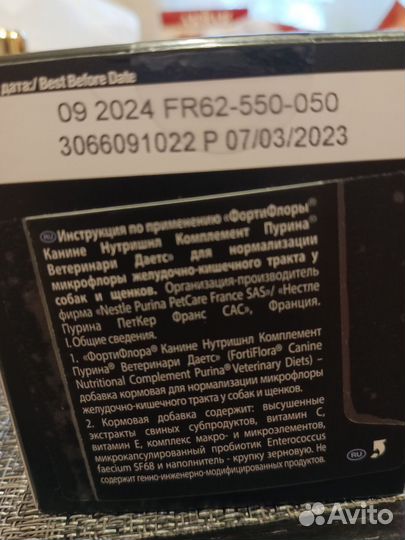 дата:/ Best Before Date
09 2024 FR62-550-050
3066091022 P 07/03/2023
RU Инструкция по применению «ФортиФлоры®
Канине Нутришнл Комплемент Пурина®
Ветеринари Даетс» для нормализации
микрофлоры желудочно-кишечного тракта у
собак и щенков. Организация-производитель
фирма «Nestle Purina PetCare France SAS»/ «Нестле
Пурина ПетКер Франс САС», Франция.
I.Общие сведения.
1. «ФортиФлора® Канине Нутришнл Комплемент
Пурина® Ветеринари Даетс» (FortiFlora® Canine
Nutritional Complement Purina® Veterinary Diets) –
добавка кормовая для нормализации микрофлоры
желудочно-кишечного тракта у собак и щенков.
2. Кормовая добавка содержит: высушенные
экстракты свиных субпродуктов, витамин С,
витамин Е, комплекс макро- и микроэлементов,
микрокапсулированный пробиотик Enterococcus
faecium SF68 и наполнитель - крупку зерновую. Не
содержит генно-инженерно-модифицированных продуктов.
RU
Avito